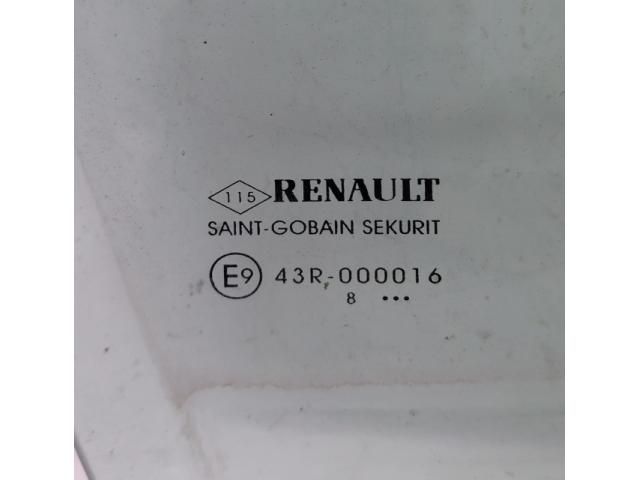 115 RENAULT
SAINT-GOBAIN SEKURIT
E9 43R-000016
8 •••